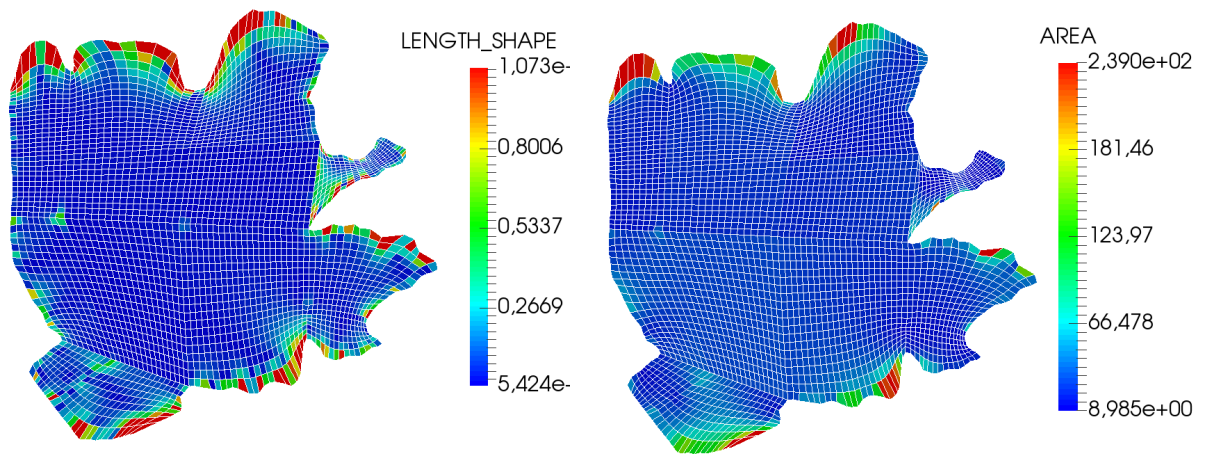 LENGTH_SHAPE
1,073e-
0,8006
0,5337
0,2669
5,424e-
AREA
2,390e+02
181,46
123,97
66,478
8,985e+00